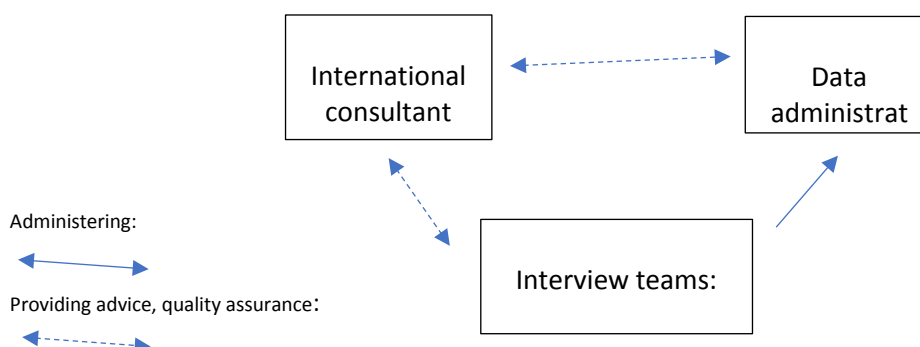 International
consultant
Data
administrat
Administering:
Interview teams:
Providing advice, quality assurance: